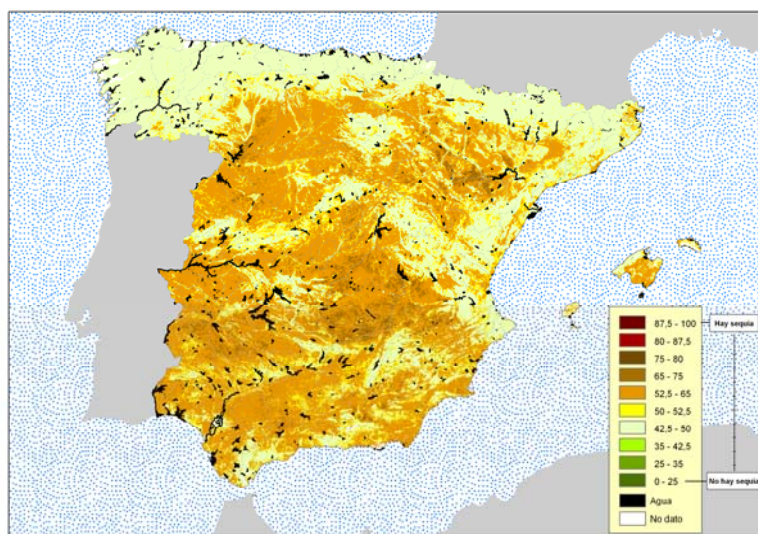 87,5 - 100
Hay sequia
80 - 87,5
75 - 80
65 - 75
52,5 - 65
50 - 52,5
42,5 - 50
35 - 42,5
25 - 35
0 - 25
No hay sequia
Agua
No dato